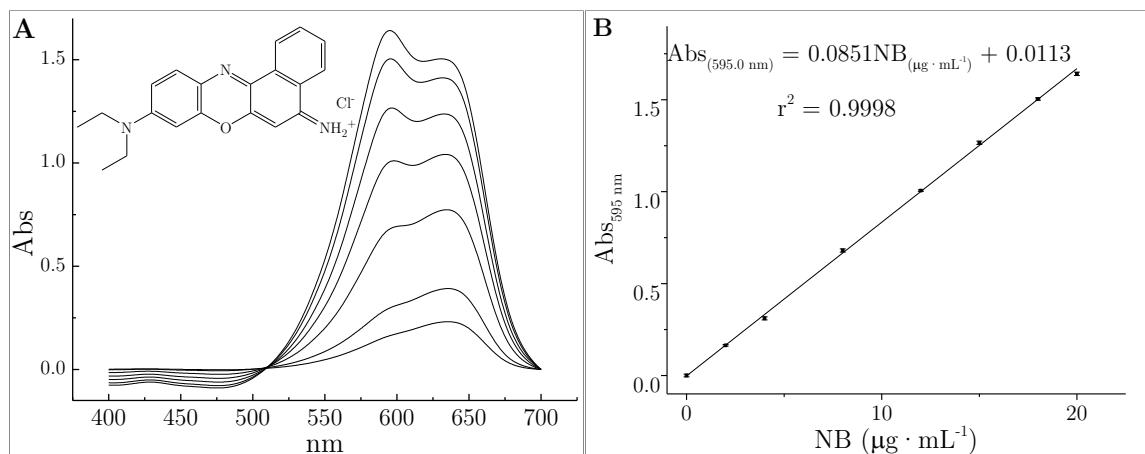 A
1.5
1.0
0.5
0.0
Abs
400 450 500 550 600 650 700
nm
N
N
O
NH₂⁺
Cl⁻
B
Abs(595.0 nm) = 0.0851NB(μg · mL⁻¹) + 0.0113
r² = 0.9998
1.5
1.0
0.5
0.0
Abs595 nm
0 10 20
NB (μg · mL⁻¹)